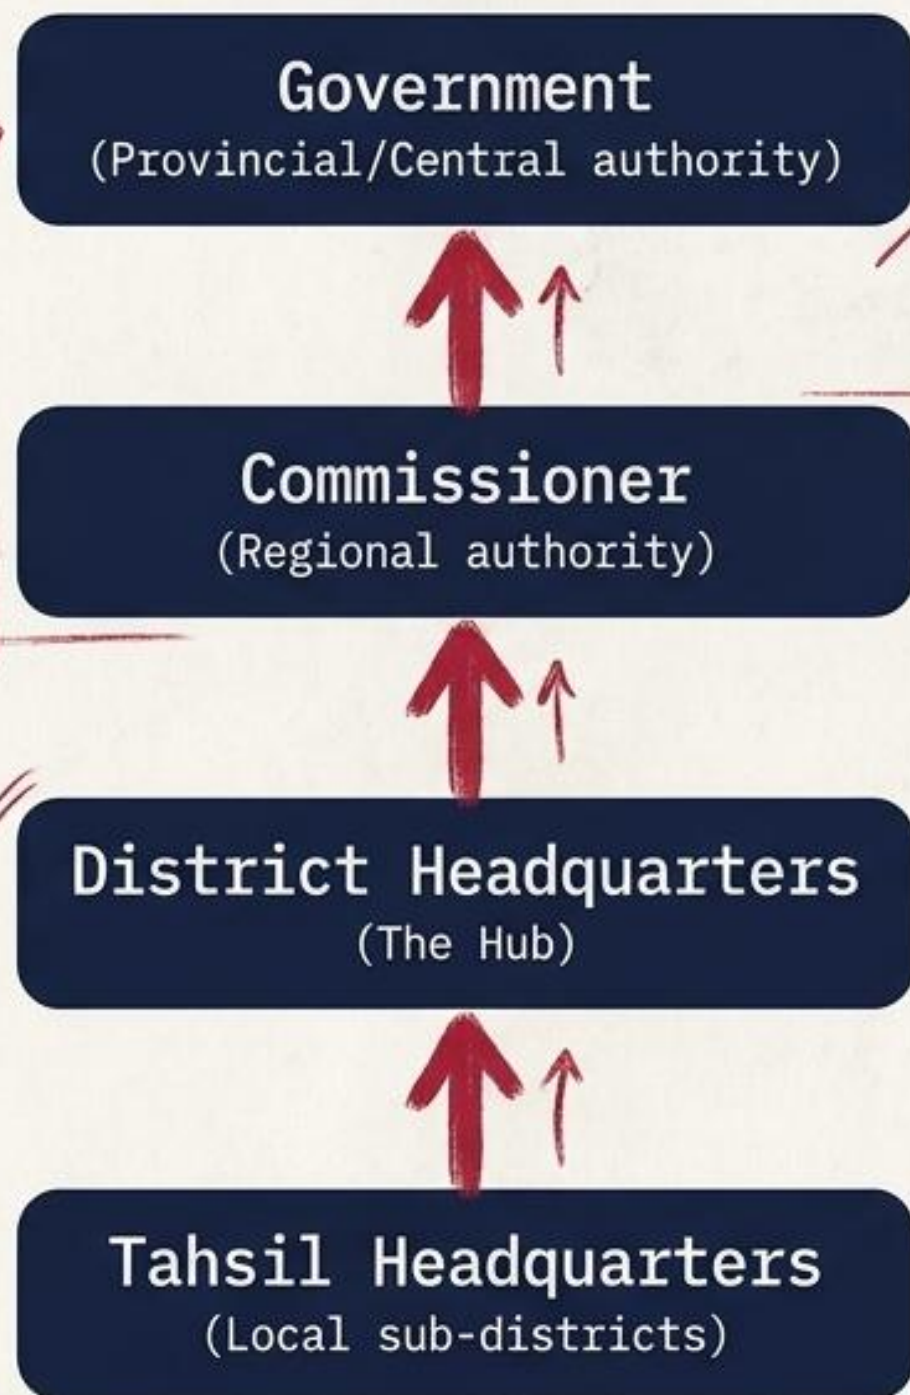 Government
(Provincial/Central authority)
Commissioner
(Regional authority)
District Headquarters
(The Hub)
Tahsil Headquarters
(Local sub-districts)